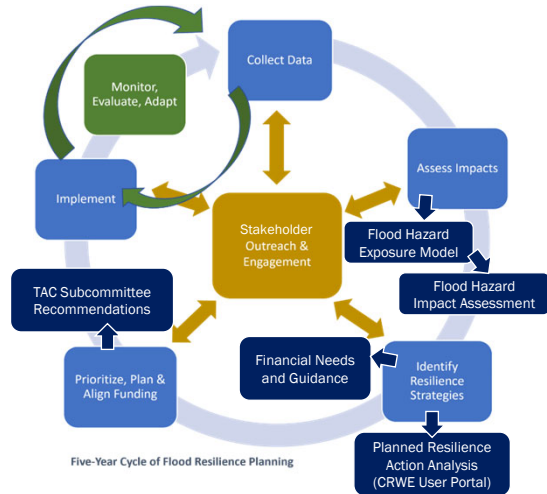 Collect Data
Monitor,
Evaluate, Adapt
Assess Impacts
Implement
Stakeholder
Outreach &
Engagement
Flood Hazard
Exposure Model
TAC Subcommittee
Recommendations
Flood Hazard
Impact Assessment
Financial Needs
and Guidance
Prioritize, Plan &
Align Funding
Identify
Resilience
Strategies
Planned Resilience
Action Analysis
(CRWE User Portal)
Five-Year Cycle of Flood Resilience Planning